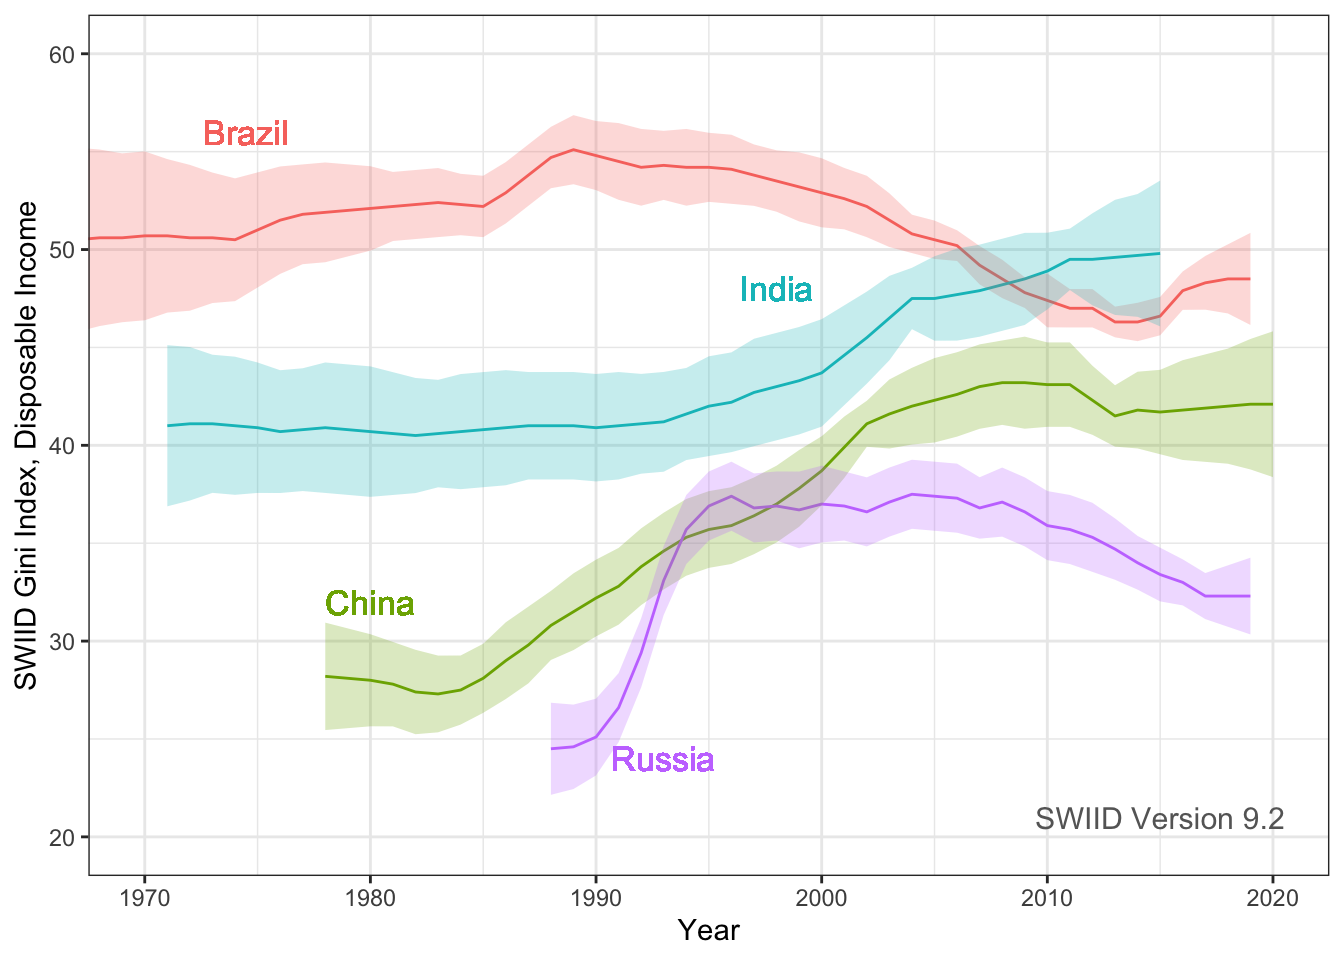 60
50
40
30
20
SWIID Gini Index, Disposable Income
Brazil
India
China
Russia
SWIID Version 9.2
1970
1980
1990
2000
2010
2020
Year